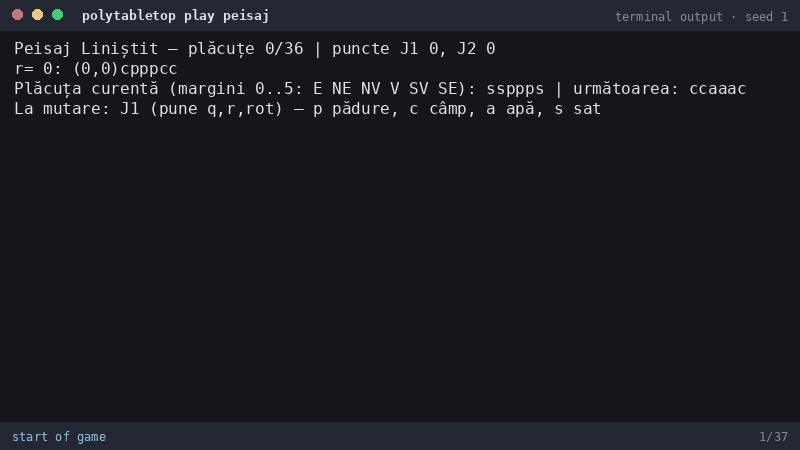 polytabletop play peisaj
terminal output · seed 1
Peisaj Liniștit — plăcuțe 0/36 | puncte J1 0, J2 0
r= 0: (0,0)cpppcc
Plăcuța curentă (margini 0..5: E NE NV V SV SE): ssppps | următoarea: ccaaac
La mutare: J1 (pune q,r,rot) — p pădure, c câmp, a apă, s sat
start of game
1/37